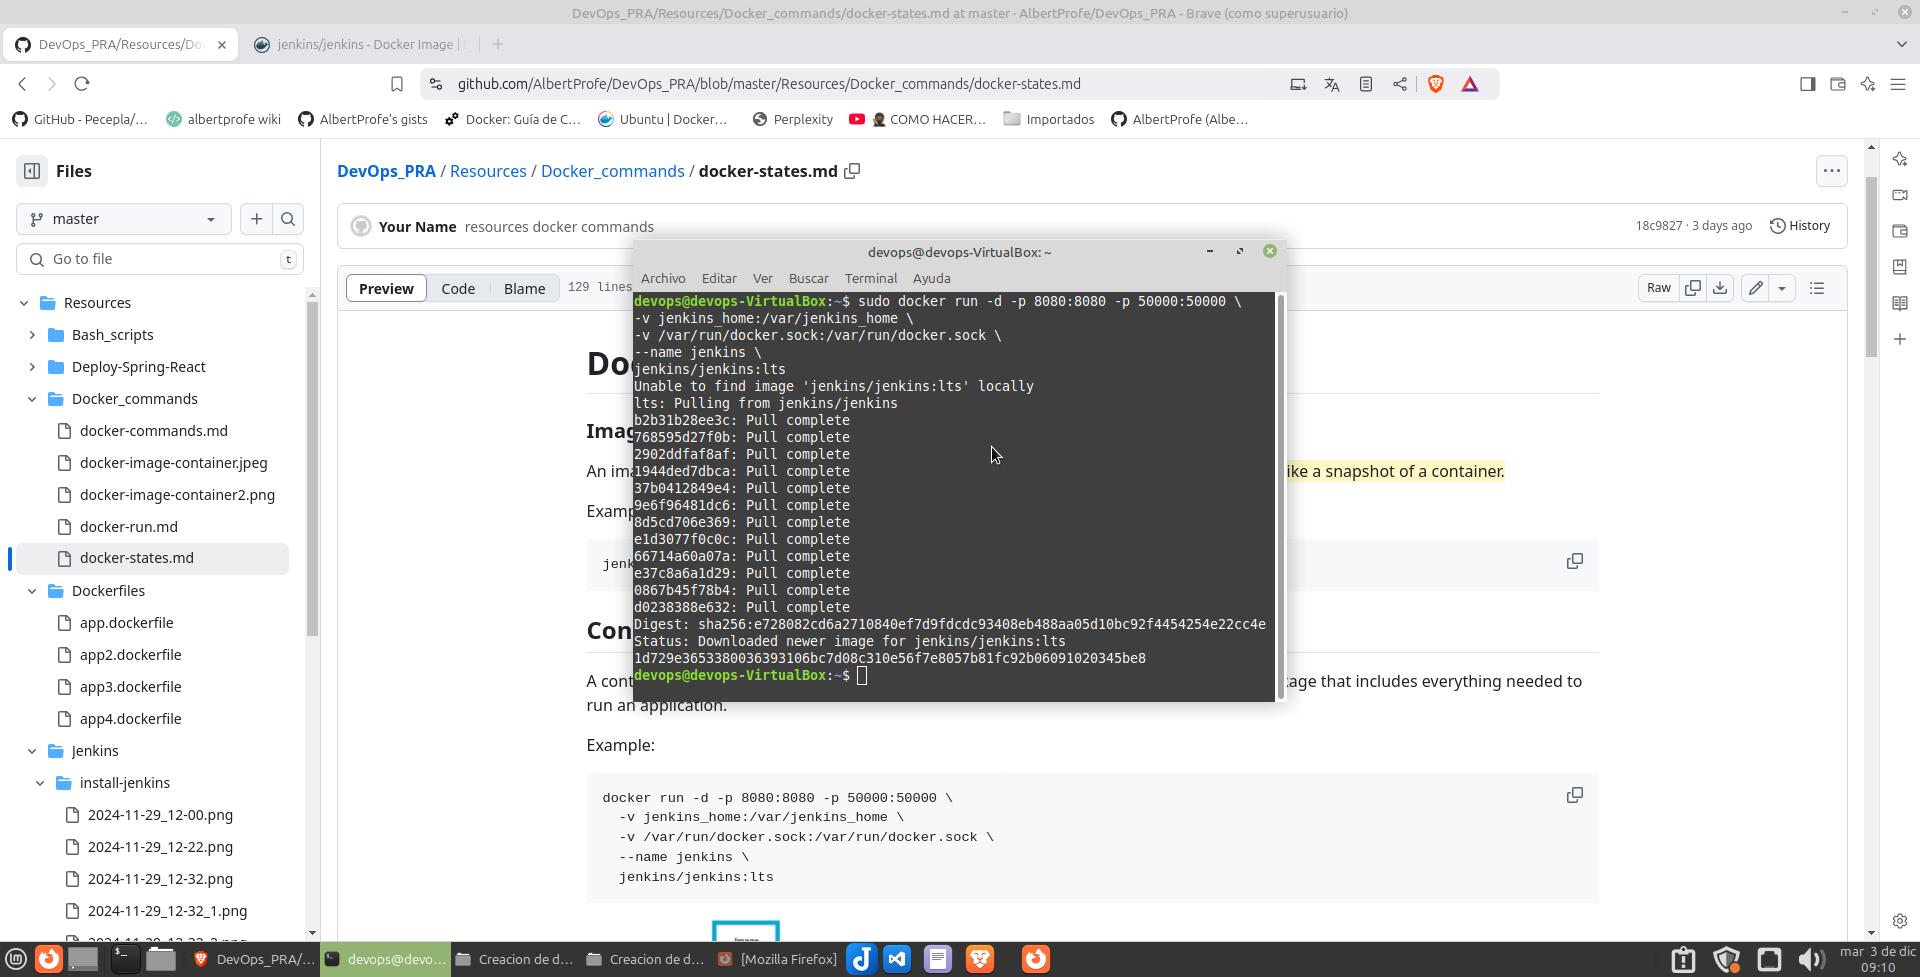 DevOps_PRA/Resources/Docker_commands/docker-states.md at master · AlbertProfe/DevOps_PRA - Brave (como superusuario)
DevOps_PRA/Resources/Do
jenkins/jenkins - Docker Image |
github.com/AlbertProfe/DevOps_PRA/blob/master/Resources/Docker_commands/docker-states.md
GitHub - Pecepla/...
albertprofe wiki
AlbertProfe's gists
Docker: Guía de C...
Ubuntu | Docker...
Perplexity
COMO HACER...
Importados
AlbertProfe (Albe...
Files
DevOps_PRA / Resources / Docker_commands / docker-states.md
master
Your Name resources docker commands
18c9827 · 3 days ago
History
Go to file
t
Preview
Code
Blame
129 lines
Raw
Resources
Bash_scripts
Deploy-Spring-React
Docker_commands
docker-commands.md
docker-image-container.jpeg
docker-image-container2.png
docker-run.md
docker-states.md
Dockerfiles
app.dockerfile
app2.dockerfile
app3.dockerfile
app4.dockerfile
Jenkins
install-jenkins
2024-11-29_12-00.png
2024-11-29_12-22.png
2024-11-29_12-32.png
2024-11-29_12-32_1.png
devops@devops-VirtualBox: ~
Archivo Editar Ver Buscar Terminal Ayuda
devops@devops-VirtualBox:~$ sudo docker run -d -p 8080:8080 -p 50000:50000 \
-v jenkins_home:/var/jenkins_home \
-v /var/run/docker.sock:/var/run/docker.sock \
--name jenkins \
jenkins/jenkins:lts
Unable to find image 'jenkins/jenkins:lts' locally
lts: Pulling from jenkins/jenkins
b2b31b28ee3c: Pull complete
768595d27f0b: Pull complete
2902ddfaf8af: Pull complete
1944ded7dbca: Pull complete
37b0412849e4: Pull complete
9e6f96481dc6: Pull complete
8d5cd706e369: Pull complete
e1d3077f0c0c: Pull complete
66714a60a07a: Pull complete
e37c8a6a1d29: Pull complete
0867b45f78b4: Pull complete
d0238388e632: Pull complete
Digest: sha256:e728082cd6a2710840ef7d9fdcdc93408eb488aa05d10bc92f4454254e22cc4e
Status: Downloaded newer image for jenkins/jenkins:lts
1d729e3653380036393106bc7d08c310e56f7e8057b81fc92b06091020345be8
devops@devops-VirtualBox:~$
Do
Imag
An ima
ike a snapshot of a container.
Examp
jenk
Con
A cont
kage that includes everything needed to
run an application.
Example:
docker run -d -p 8080:8080 -p 50000:50000 \
-v jenkins_home:/var/jenkins_home \
-v /var/run/docker.sock:/var/run/docker.sock \
--name jenkins \
jenkins/jenkins:lts
DevOps_PRA/...
devops@devo...
Creacion de d...
Creacion de d...
[Mozilla Firefox]
mar 3 de dic
09:10